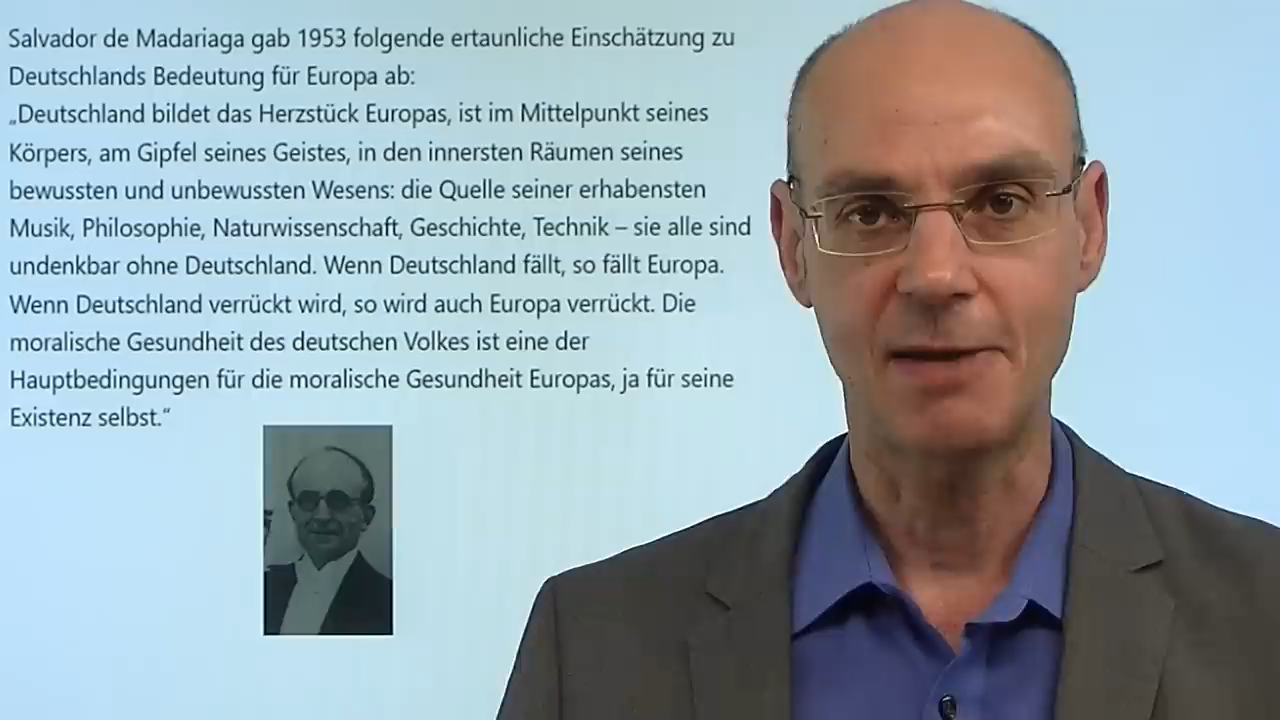 Salvador de Madariaga gab 1953 folgende ertaunliche Einschätzung zu
Deutschlands Bedeutung für Europa ab:
„Deutschland bildet das Herzstück Europas, ist im Mittelpunkt seines
Körpers, am Gipfel seines Geistes, in den innersten Räumen seines
bewussten und unbewussten Wesens: die Quelle seiner erhabensten
Musik, Philosophie, Naturwissenschaft, Geschichte, Technik – sie alle sind
undenkbar ohne Deutschland. Wenn Deutschland fällt, so fällt Europa.
Wenn Deutschland verrückt wird, so wird auch Europa verrückt. Die
moralische Gesundheit des deutschen Volkes ist eine der
Hauptbedingungen für die moralische Gesundheit Europas, ja für seine
Existenz selbst.“